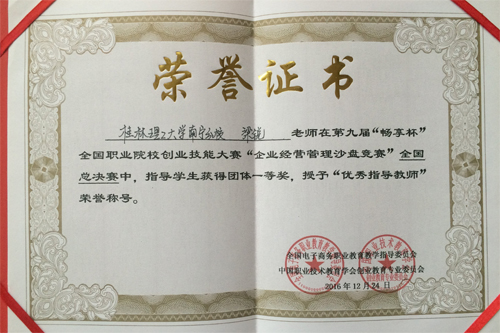 荣誉证书
桂林理工大学南宁分校 梁锐 老师在第九届“畅享杯”
全国职业院校创业技能大赛“企业经营管理沙盘竞赛”全国
总决赛中，指导学生获得团体一等奖，授予“优秀指导教师”
荣誉称号。
全国电子商务职业教育教学指导委员会
中国职业技术教育学会创业教育专业委员会
2016年12月24日